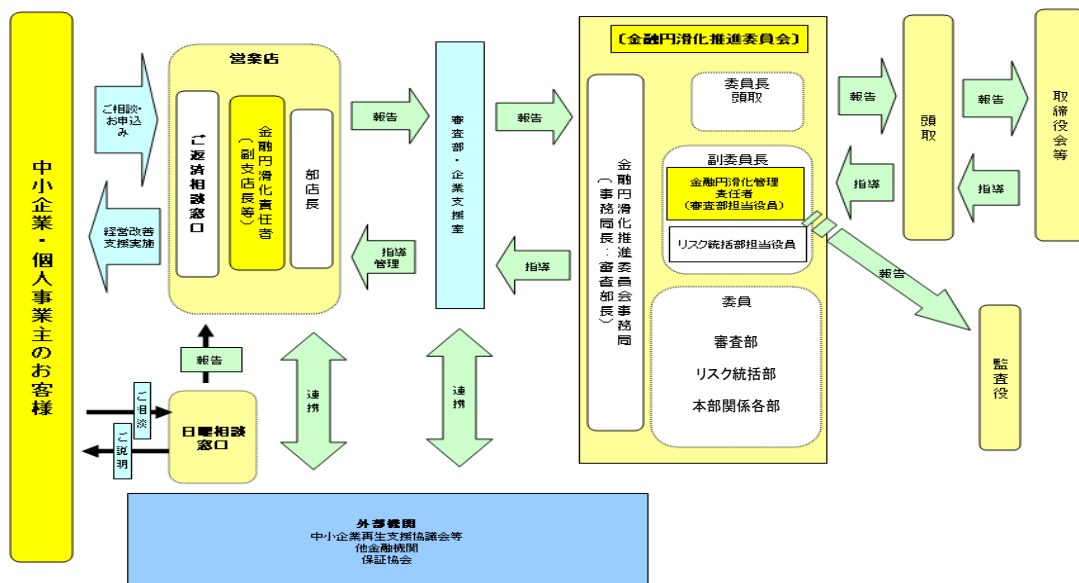 中小企業・個人事業主のお客様
ご相談・
お申込
み
経営改善
支援実施
営業店
ご返済相談窓口
金融円滑化責任者
（副支店長等）
部店長
報告
指導
管理
報告
日曜相談
窓口
ご相談
ご説明
連携
審査部・企業支援室
報告
指導
連携
外部機関
中小企業再生支援協議会等
他金融機関
保証協会
〔金融円滑化推進委員会〕
金融円滑化推進委員会事務局
（事務局長：審査部長）
委員長
頭取
副委員長
金融円滑化管理
責任者
（審査部担当役員）
リスク統括部担当役員
委員
審査部
リスク統括部
本部関係各部
報告
指導
報告
頭取
報告
指導
取締役会等
監査役